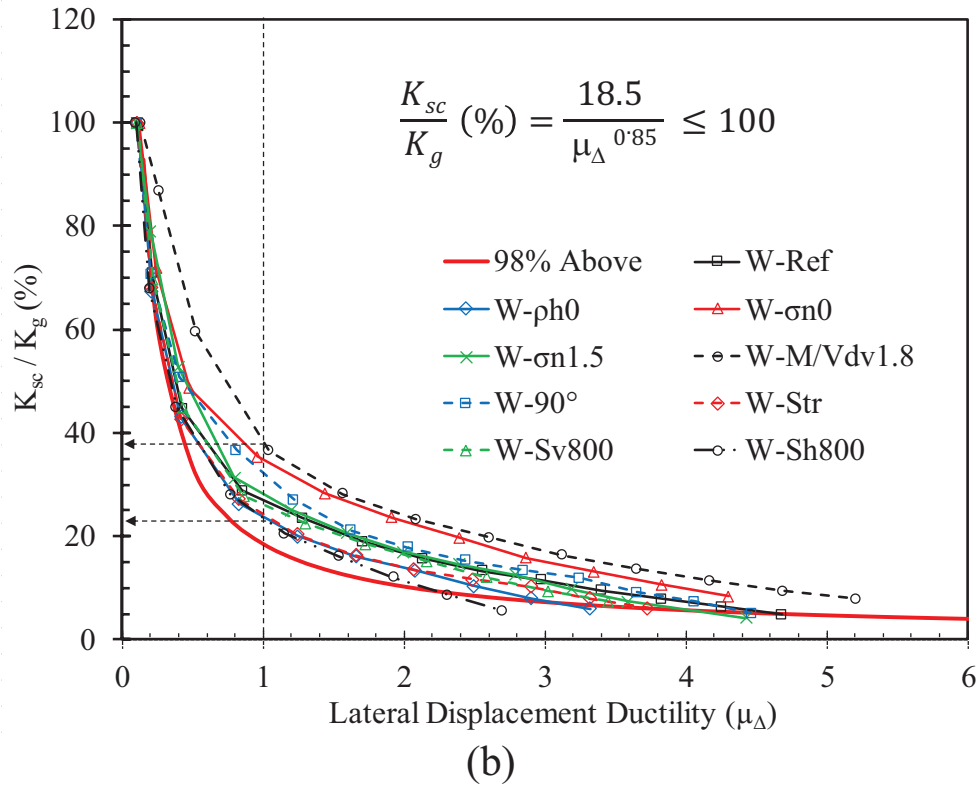 120
100
80
60
40
20
0
K_sc / K_g (%)
K_sc / K_g (%) = 18.5 / μ_Δ^0·85 ≤ 100
98% Above
W-Ref
W-ρh0
W-σn0
W-σn1.5
W-M/Vdv1.8
W-90°
W-Str
W-Sv800
W-Sh800
0 1 2 3 4 5 6
Lateral Displacement Ductility (μ_Δ)
(b)